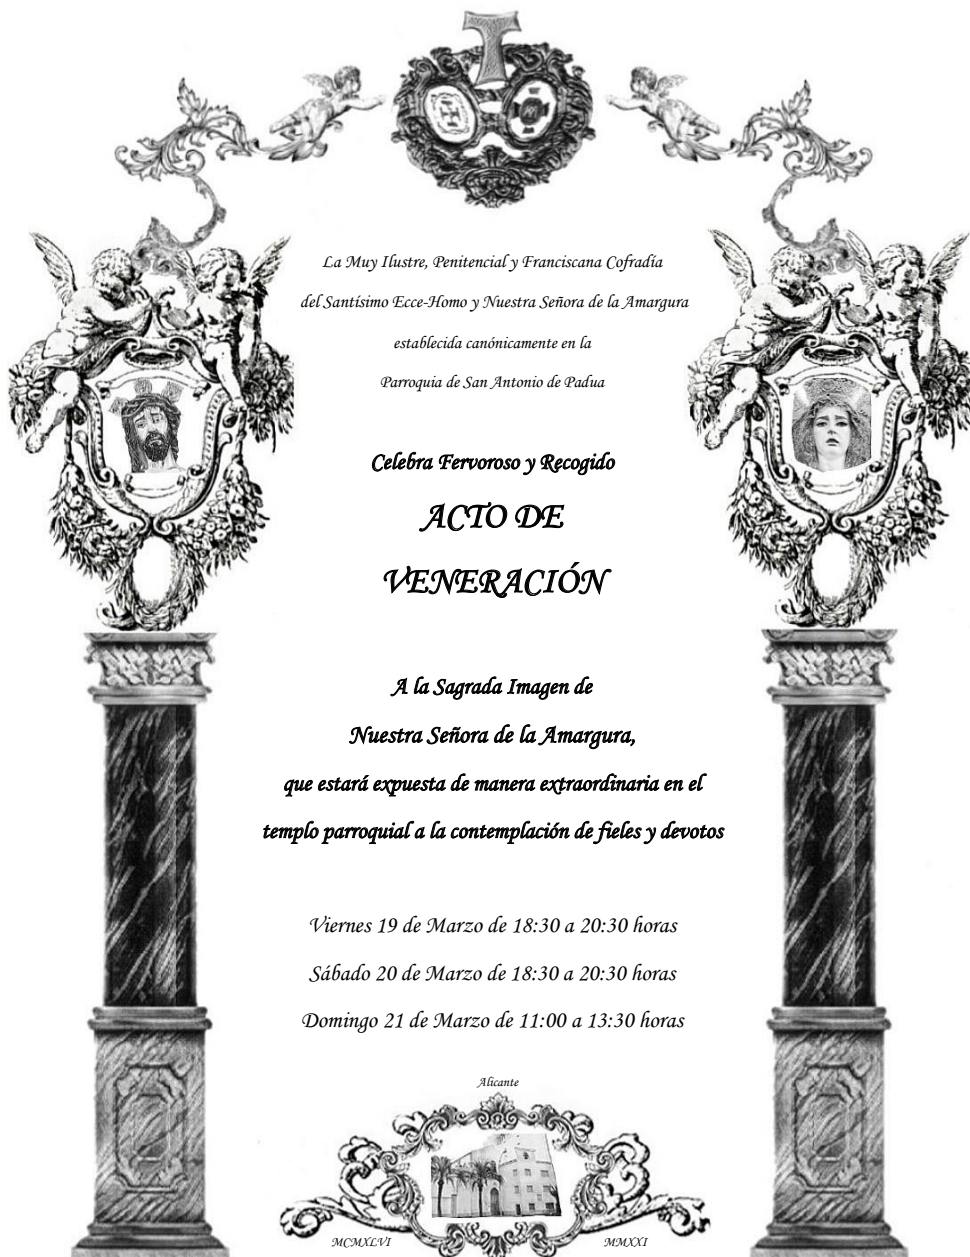 La Muy Ilustre, Penitencial y Franciscana Cofradía
del Santísimo Ecce-Homo y Nuestra Señora de la Amargura
establecida canónicamente en la
Parroquia de San Antonio de Padua
Celebra Fervoroso y Recogido
ACTO DE
VENERACIÓN
A la Sagrada Imagen de
Nuestra Señora de la Amargura,
que estará expuesta de manera extraordinaria en el
templo parroquial a la contemplación de fieles y devotos
Viernes 19 de Marzo de 18:30 a 20:30 horas
Sábado 20 de Marzo de 18:30 a 20:30 horas
Domingo 21 de Marzo de 11:00 a 13:30 horas
Alicante
MCMXLVI MMXXI